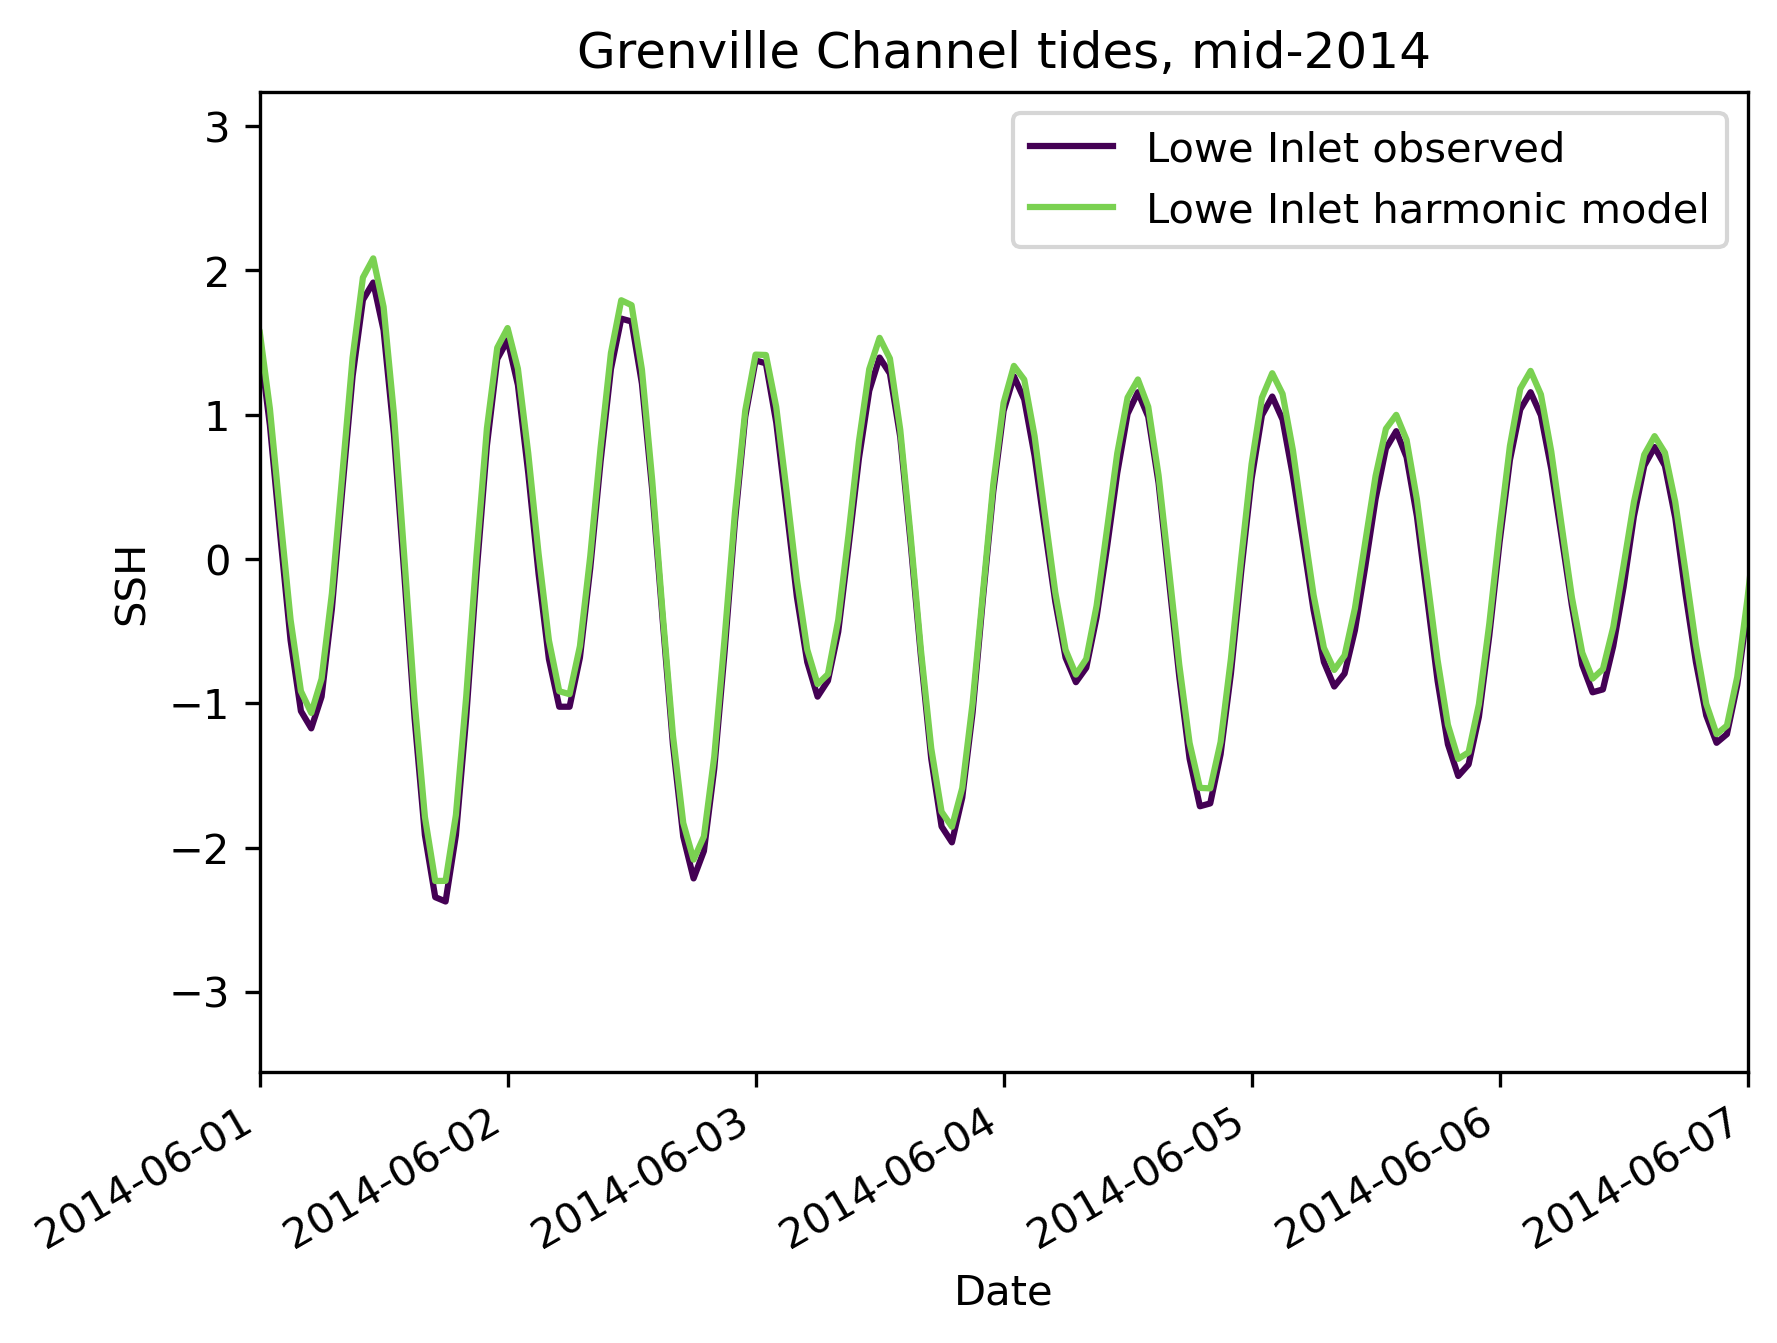 Grenville Channel tides, mid-2014
Lowe Inlet observed
Lowe Inlet harmonic model
SSH
3
2
1
0
−1
−2
−3
2014-06-01
2014-06-02
2014-06-03
2014-06-04
2014-06-05
2014-06-06
2014-06-07
Date